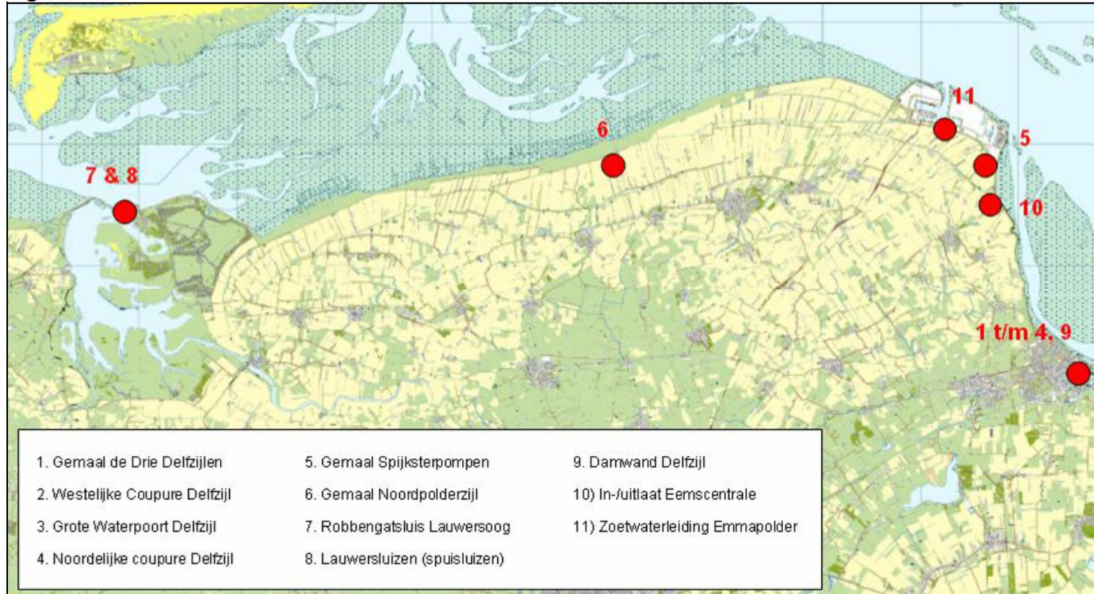 11
6
5
7 & 8
10
1 t/m 4, 9
1. Gemaal de Drie Delfzijlen
2. Westelijke Coupure Delfzijl
3. Grote Waterpoort Delfzijl
4. Noordelijke coupure Delfzijl
5. Gemaal Spijksterpompen
6. Gemaal Noordpolderzijl
7. Robbengatsluis Lauwersoog
8. Lauwersluizen (spuisluizen)
9. Damwand Delfzijl
10) In-/uitlaat Eemscentrale
11) Zoetwaterleiding Emmapolder